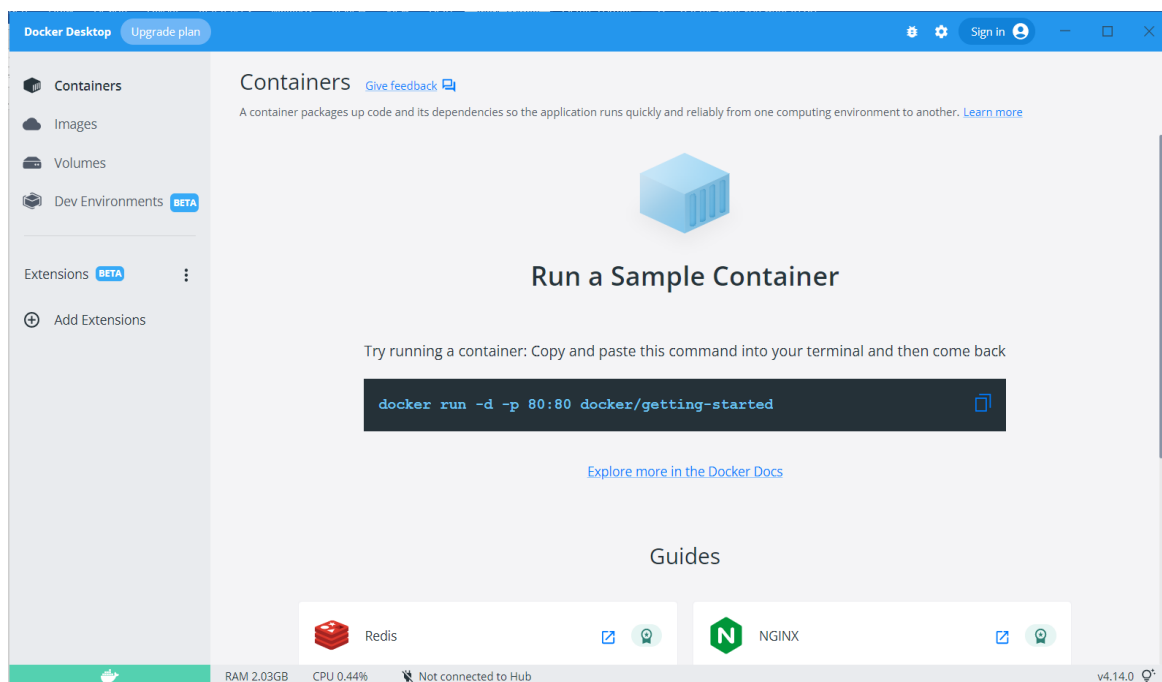 Docker Desktop Upgrade plan Sign in
Containers
Images
Volumes
Dev Environments BETA
Extensions BETA
Add Extensions
Containers Give feedback
A container packages up code and its dependencies so the application runs quickly and reliably from one computing environment to another. Learn more
Run a Sample Container
Try running a container: Copy and paste this command into your terminal and then come back
docker run -d -p 80:80 docker/getting-started
Explore more in the Docker Docs
Guides
Redis
N NGINX
RAM 2.03GB CPU 0.44% Not connected to Hub v4.14.0